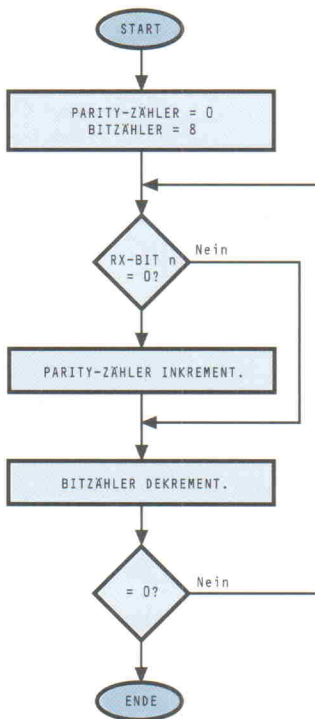 START
PARITY-ZÄHLER = 0
BITZÄHLER = 8
RX-BIT n
= 0?
Nein
PARITY-ZÄHLER INKREMENT.
BITZÄHLER DEKREMENT.
= 0?
Nein
ENDE